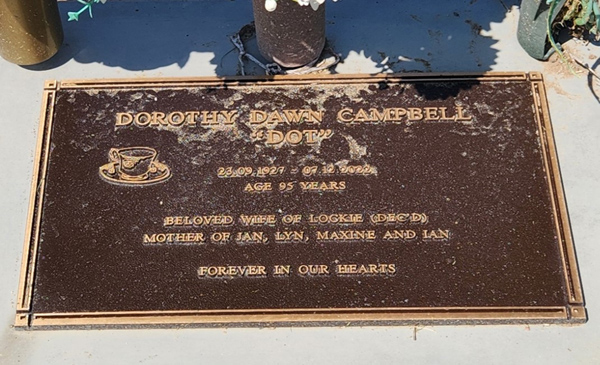 DOROTHY DAWN CAMPBELL
"DOT"
23.09.1927 - 07.12.2022
AGE 95 YEARS
BELOVED WIFE OF LOCKIE (DEC'D)
MOTHER OF JAN, LYN, MAXINE AND IAN
FOREVER IN OUR HEARTS